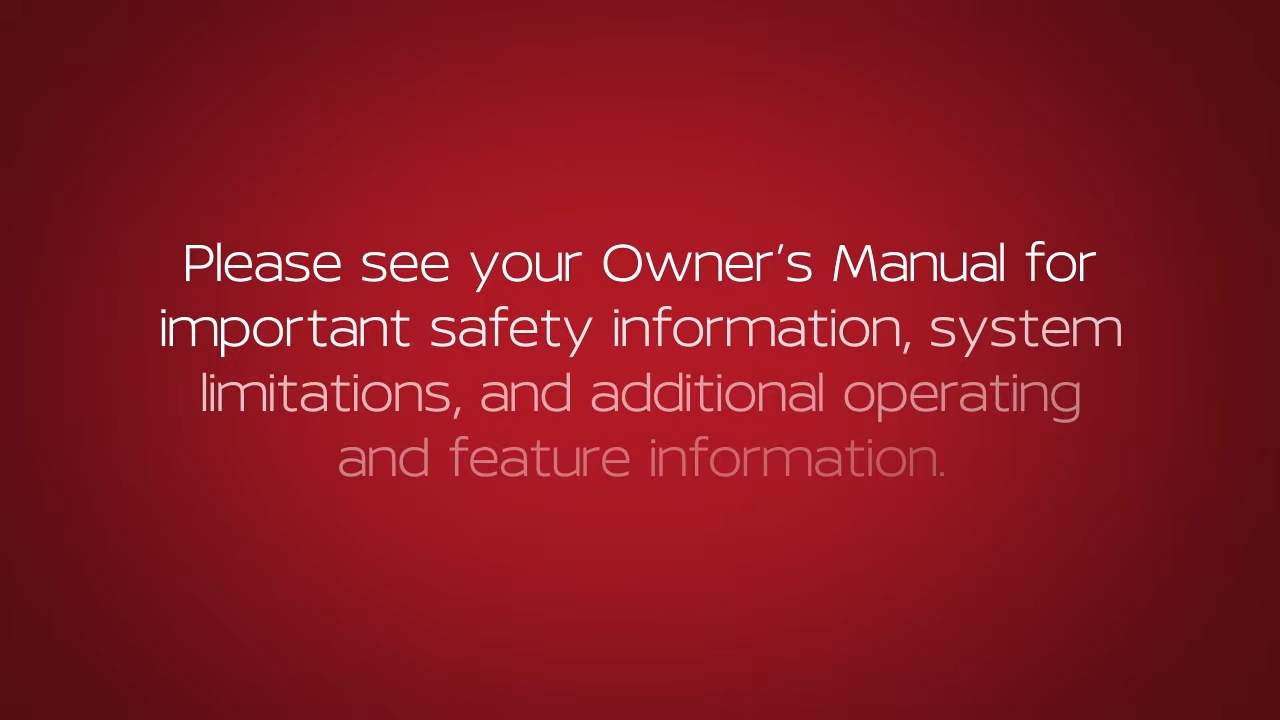 Please see your Owner’s Manual for
important safety information, system
limitations, and additional operating
and feature information.